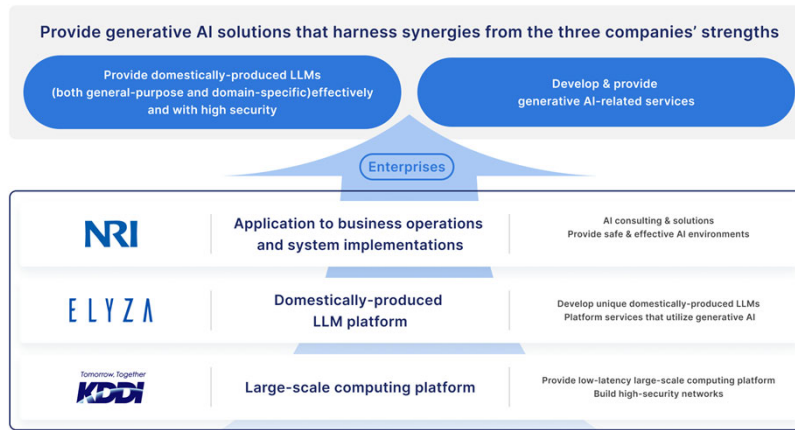 Provide generative AI solutions that harness synergies from the three companies' strengths
Provide domestically-produced LLMs
(both general-purpose and domain-specific)effectively
and with high security
Develop & provide
generative AI-related services
Enterprises
NRI
Application to business operations
and system implementations
AI consulting & solutions
Provide safe & effective AI environments
ELYZA
Domestically-produced
LLM platform
Develop unique domestically-produced LLMs
Platform services that utilize generative AI
Tomorrow, Together
KDDI
Large-scale computing platform
Provide low-latency large-scale computing platform
Build high-security networks